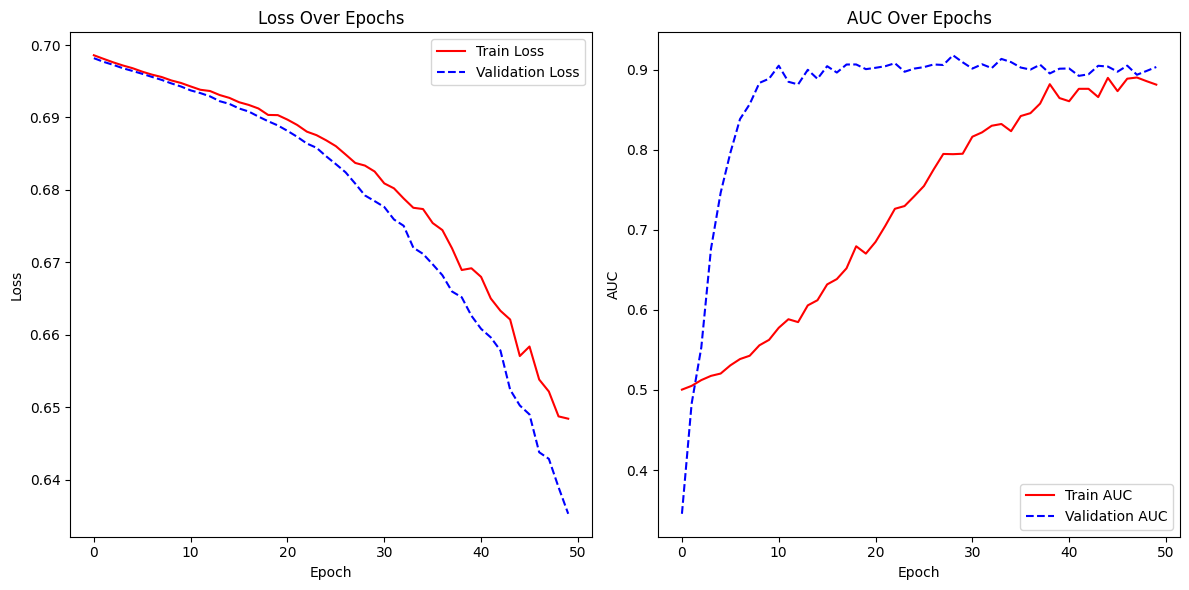 Loss Over Epochs
Train Loss
Validation Loss
0.70
0.69
0.68
0.67
0.66
0.65
0.64
Loss
0
10
20
30
40
50
Epoch
AUC Over Epochs
Train AUC
Validation AUC
0.9
0.8
0.7
0.6
0.5
0.4
AUC
0
10
20
30
40
50
Epoch